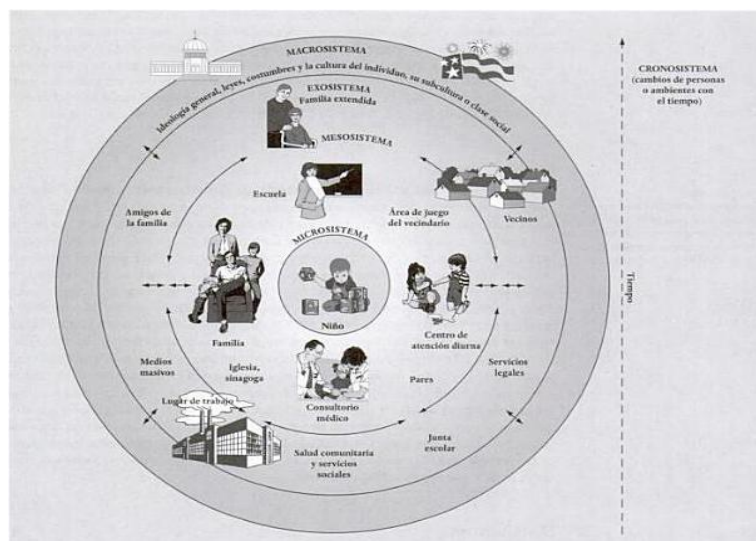 MACROSISTEMA
Ideología general, leyes, costumbres y la cultura del individuo, su subcultura o clase social
EXOSISTEMA
Familia extendida
MESOSISTEMA
Escuela
Amigos de
la familia
Área de juego
del vecindario
Vecinos
MICROSISTEMA
Niño
Familia
Centro de
atención diurna
Medios
masivos
Iglesia,
sinagoga
Pares
Servicios
legales
Lugar de trabajo
Consultorio
médico
Salud comunitaria
y servicios
sociales
Junta
escolar
CRONOSISTEMA
(cambios de personas
o ambientes con
el tiempo)
Tiempo